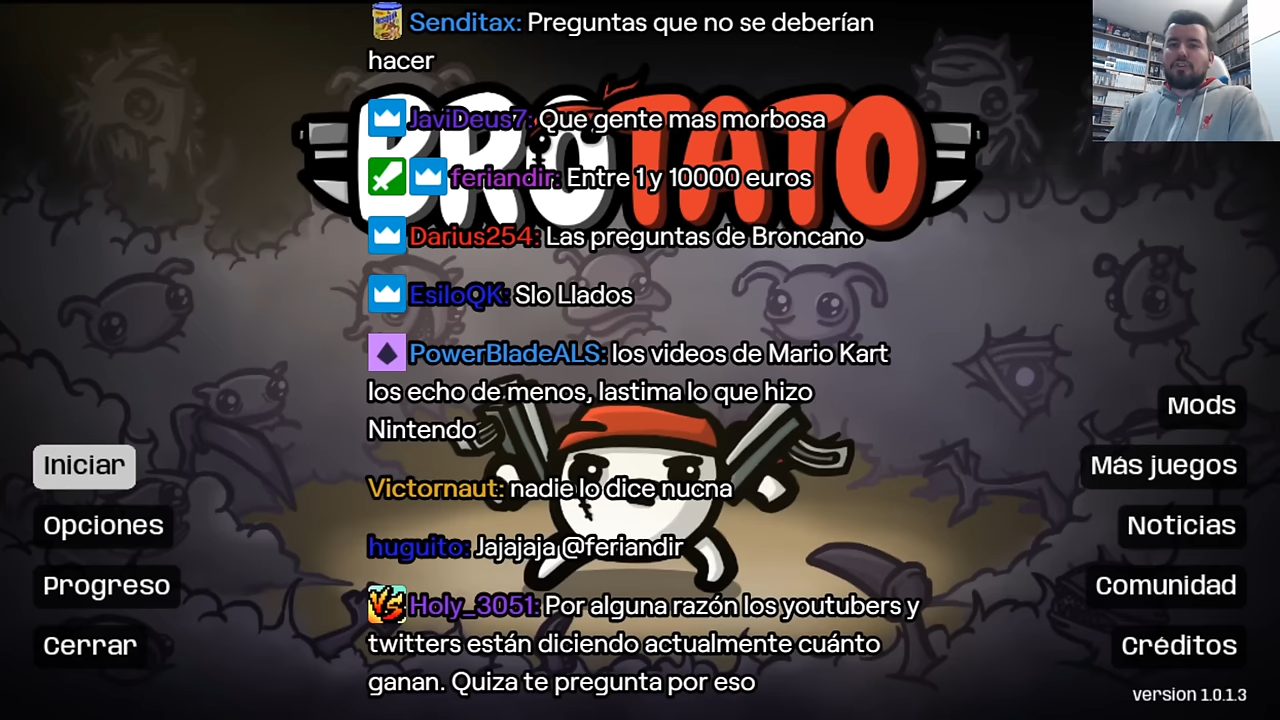 Senditax: Preguntas que no se deberían
hacer
BROTATO
JaviDeus7: Que gente mas morbosa
feriandir: Entre 1 y 10000 euros
Darius254: Las preguntas de Broncano
EsiloQK: Slo Llados
PowerBladeALS: los videos de Mario Kart
los echo de menos, lastima lo que hizo
Nintendo
Victornaut: nadie lo dice nucna
huguito: Jajajaja @feriandir
VS Holy_3051: Por alguna razón los youtubers y
twitters están diciendo actualmente cuánto
ganan. Quiza te pregunta por eso
Iniciar
Opciones
Progreso
Cerrar
Mods
Más juegos
Noticias
Comunidad
Créditos
version 1.0.1.3